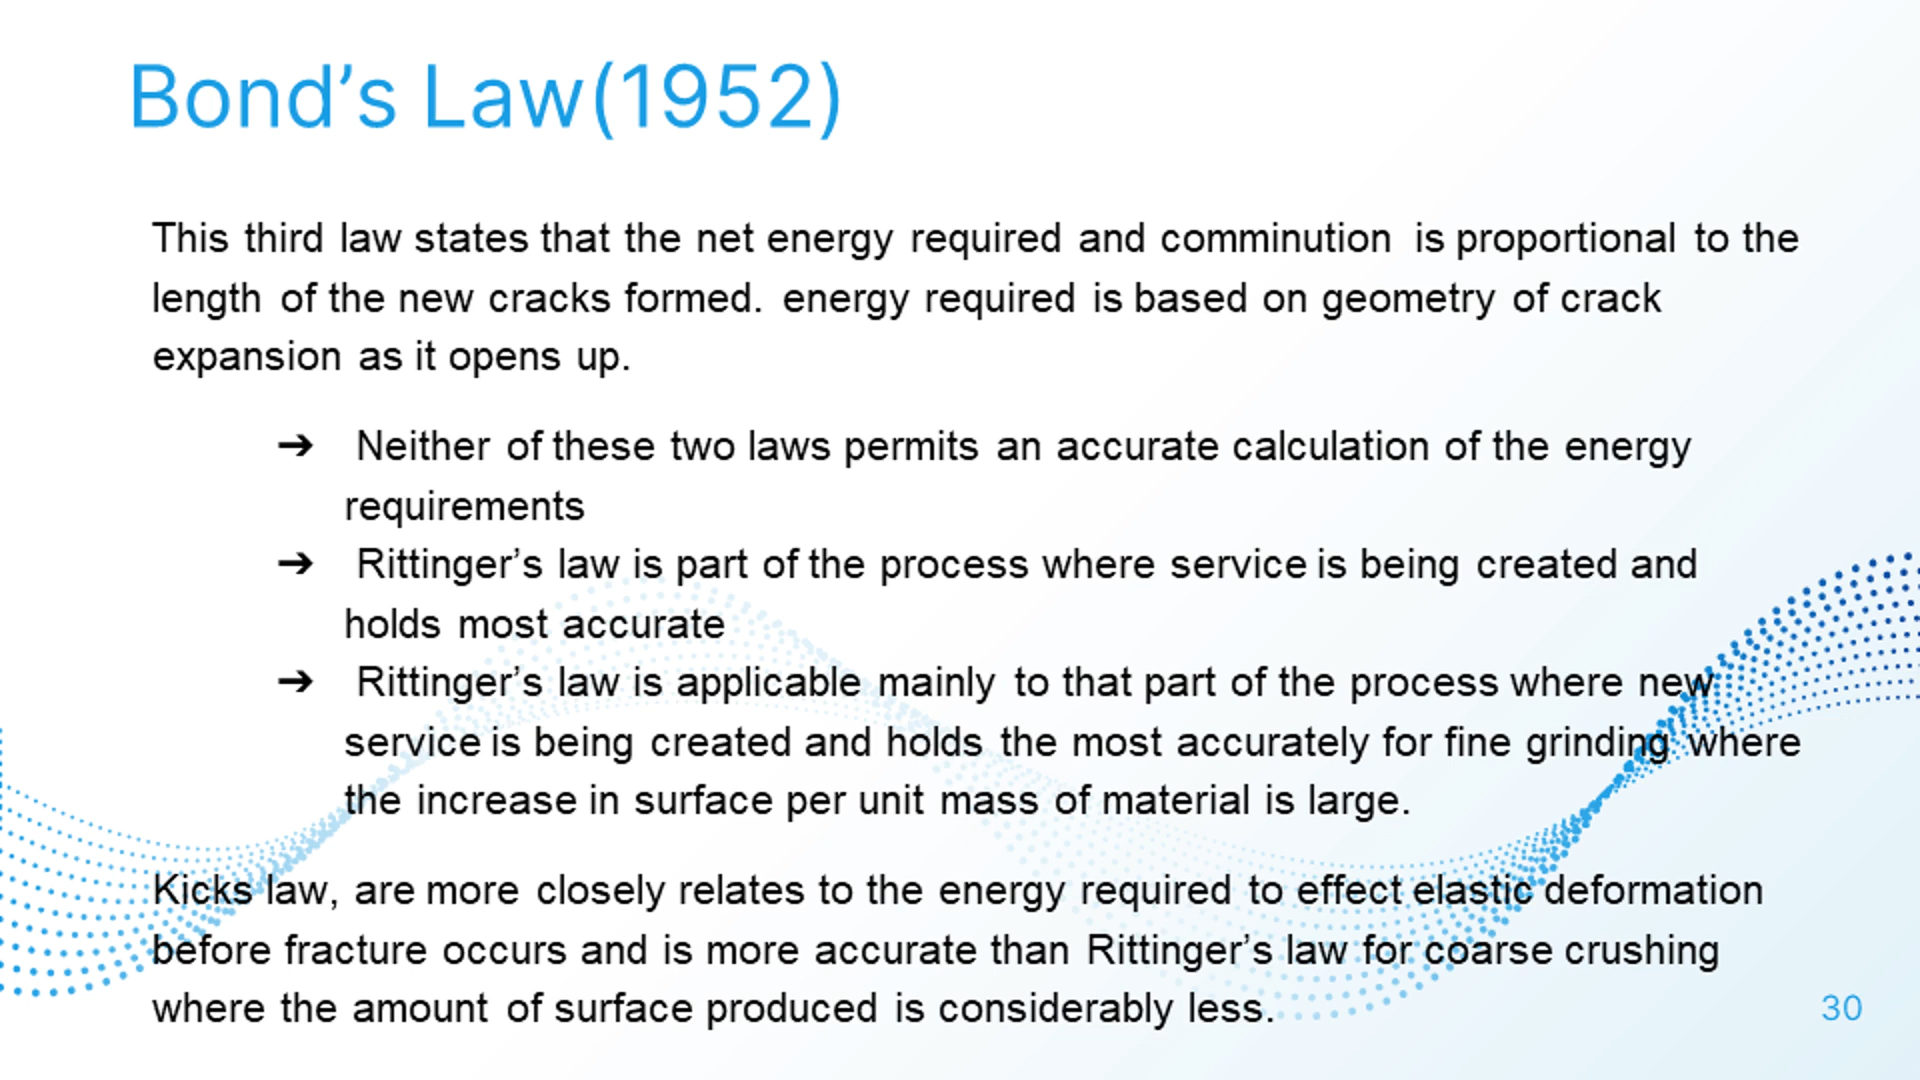 Bond’s Law(1952)
This third law states that the net energy required and comminution is proportional to the
length of the new cracks formed. energy required is based on geometry of crack
expansion as it opens up.
➔ Neither of these two laws permits an accurate calculation of the energy
requirements
➔ Rittinger’s law is part of the process where service is being created and
holds most accurate
➔ Rittinger’s law is applicable mainly to that part of the process where new
service is being created and holds the most accurately for fine grinding where
the increase in surface per unit mass of material is large.
Kicks law, are more closely relates to the energy required to effect elastic deformation
before fracture occurs and is more accurate than Rittinger’s law for coarse crushing
where the amount of surface produced is considerably less.
30